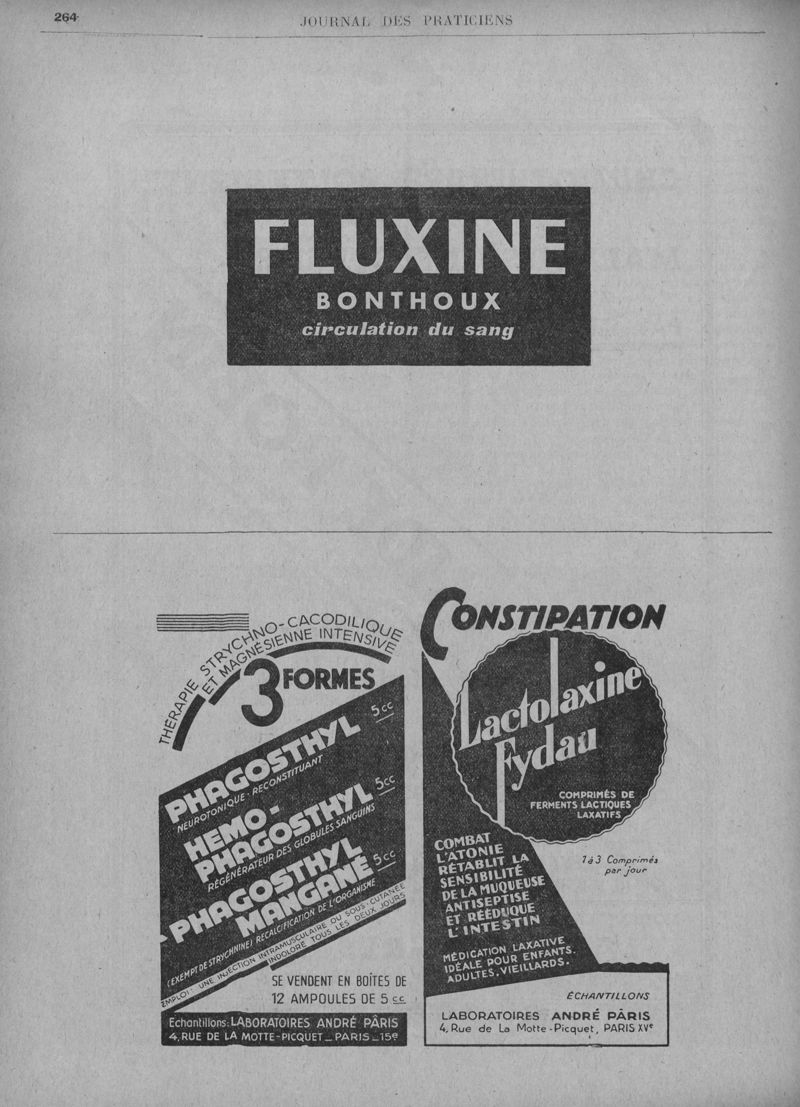 264
JOURNAL DES PRATICIENS
FLUXINE
BONTHOUX
circulation du sang
THÉRAPIE STRYCHNO-CACODILIQUE
ET MAGNÉSIENNE INTENSIVE
3 FORMES
PHAGOSTHYL 5cc
NEUROTONIQUE-RECONSTITUANT
HEMO-
PHAGOSTHYL 5cc
RÉGÉNÉRATEUR DES GLOBULES SANGUINS
PHAGOSTHYL
MANGANÉ 5cc
(EXEMPT DE STRYCHNINE) RECALCIFICATION DE L'ORGANISME
EMPLOI: UNE INJECTION INTRAMUSCULAIRE OU SOUS-CUTANÉE
INDOLORE TOUS LES DEUX JOURS
SE VENDENT EN BOÎTES DE
12 AMPOULES DE 5 c.c.
Echantillons: LABORATOIRES ANDRÉ PÂRIS
4, RUE DE LA MOTTE-PICQUET _ PARIS _ 15e
CONSTIPATION
Lactolaxine
Fydau
COMPRIMÉS DE
FERMENTS LACTIQUES
LAXATIFS
1 à 3 Comprimés
par jour
COMBAT
L'ATONIE
RÉTABLIT LA
SENSIBILITÉ
DE LA MUQUEUSE
ANTISEPTISE
ET RÉÉDUQUE
L'INTESTIN
MÉDICATION LAXATIVE
IDÉALE POUR ENFANTS.
ADULTES. VIEILLARDS.
ÉCHANTILLONS
LABORATOIRES ANDRÉ PÂRIS
4, Rue de La Motte-Picquet, PARIS XVe